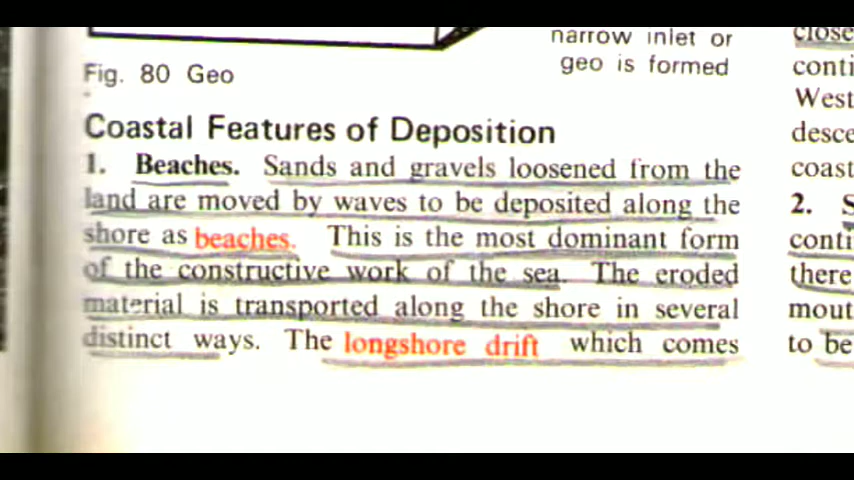 narrow inlet or
geo is formed
Fig. 80 Geo
Coastal Features of Deposition
1. Beaches. Sands and gravels loosened from the
land are moved by waves to be deposited along the
shore as beaches. This is the most dominant form
of the constructive work of the sea. The eroded
material is transported along the shore in several
distinct ways. The longshore drift which comes
close
conti
West
desce
coast
2. S
conti
there
mout
to be